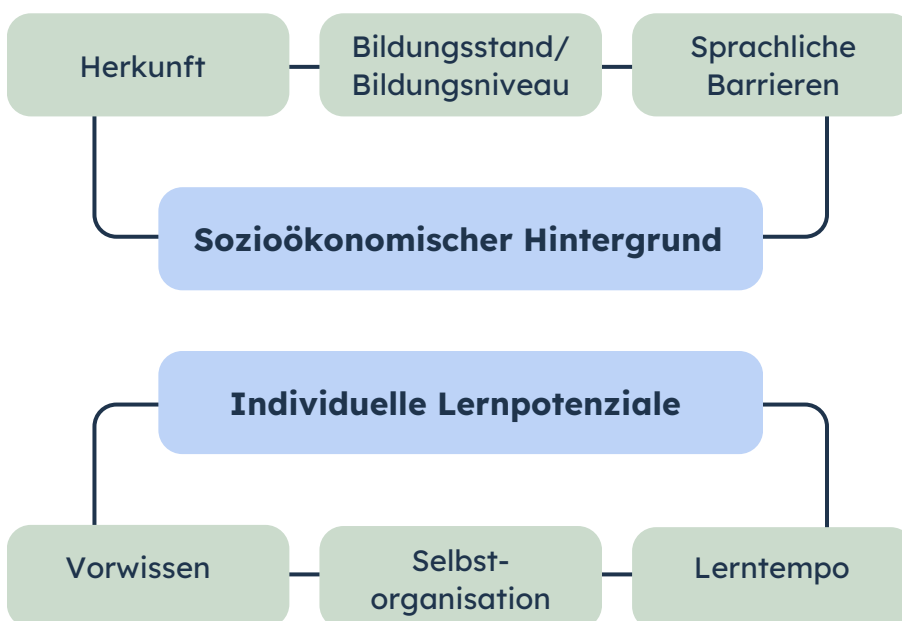 Herkunft
Bildungsstand/
Bildungsniveau
Sprachliche
Barrieren
Sozioökonomischer Hintergrund
Individuelle Lernpotenziale
Vorwissen
Selbst-
organisation
Lerntempo